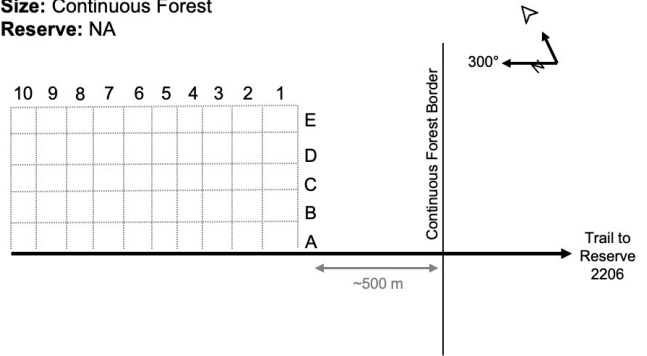 Size: Continuous Forest
Reserve: NA
300°
N
10 9 8 7 6 5 4 3 2 1
E
D
C
B
A
Continuous Forest Border
Trail to
Reserve
2206
~500 m